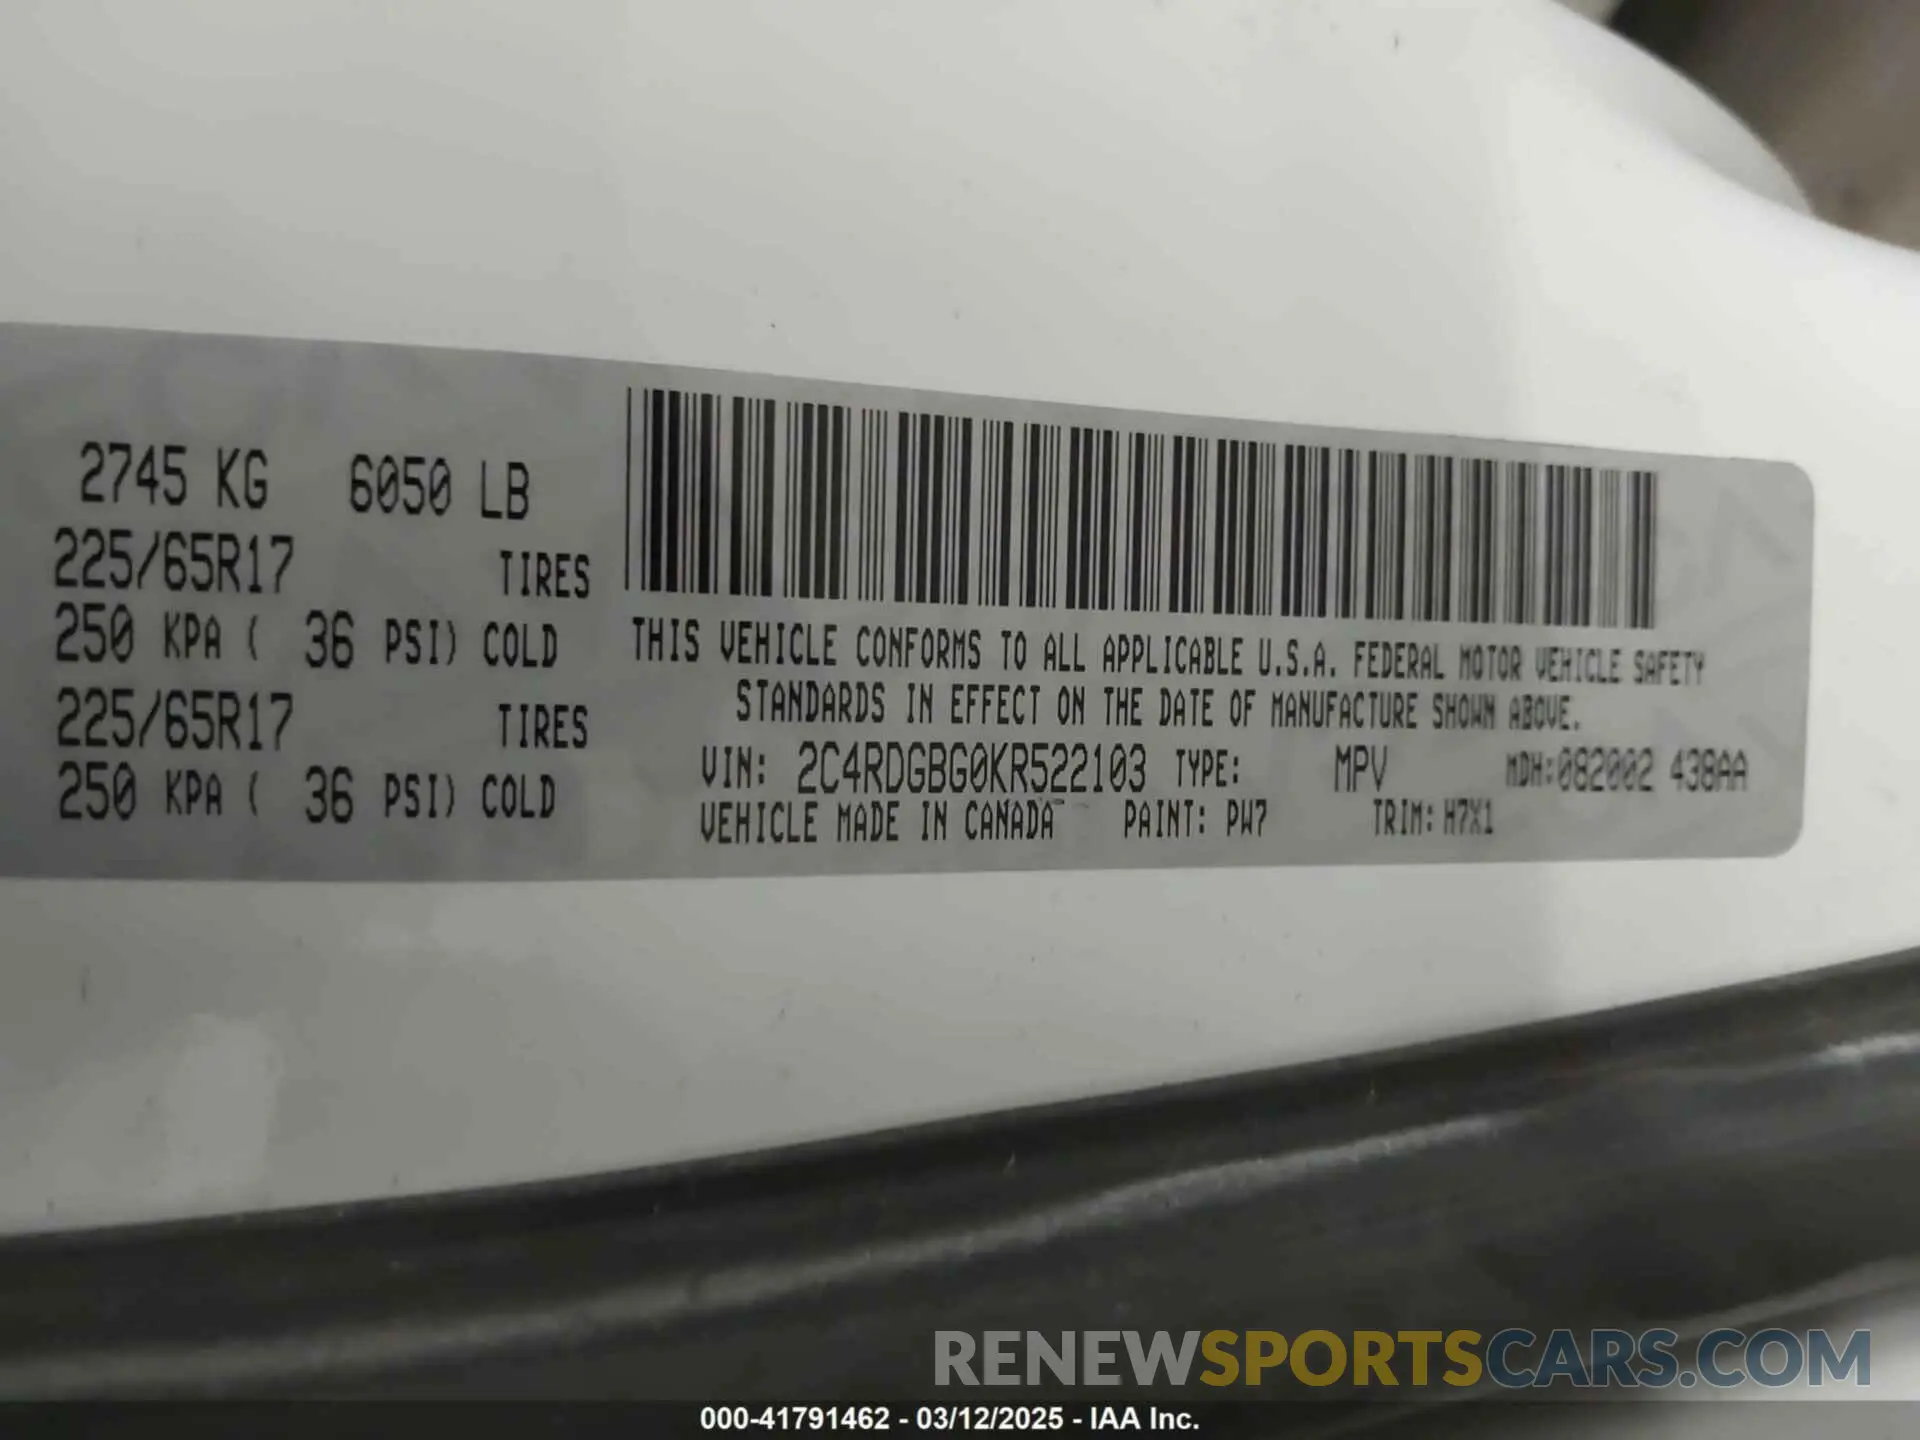 2745 KG 6050 LB
225/65R17 TIRES
250 KPA ( 36 PSI) COLD
225/65R17 TIRES
250 KPA ( 36 PSI) COLD
THIS VEHICLE CONFORMS TO ALL APPLICABLE U.S.A. FEDERAL MOTOR VEHICLE SAFETY
STANDARDS IN EFFECT ON THE DATE OF MANUFACTURE SHOWN ABOVE.
VIN: 2C4RDGBG0KR522103 TYPE: MPV MDH:082002 438AA
VEHICLE MADE IN CANADA PAINT: PW7 TRIM: H7X1
RENEWSPORTSCARS.COM
000-41791462 - 03/12/2025 - IAA Inc.